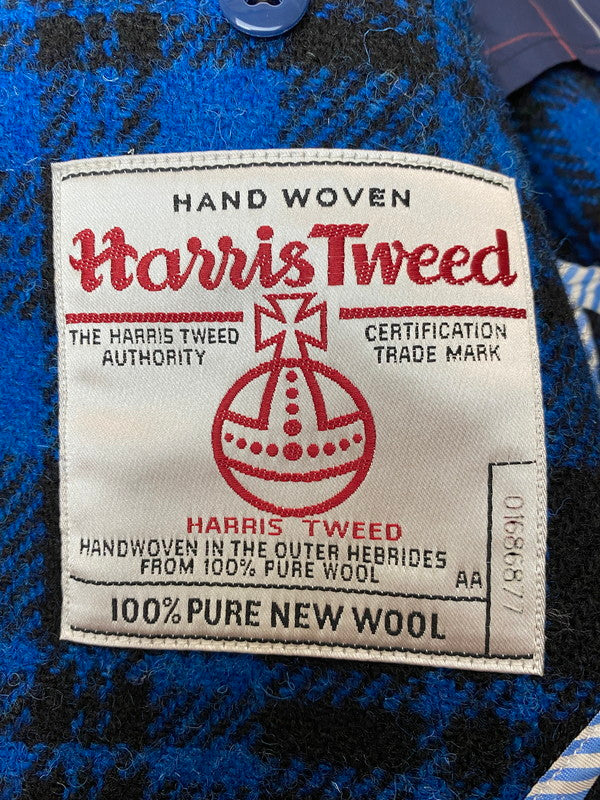 HAND WOVEN
Harris Tweed
THE HARRIS TWEED
AUTHORITY
CERTIFICATION
TRADE MARK
HARRIS TWEED
HANDWOVEN IN THE OUTER HEBRIDES
FROM 100% PURE WOOL
AA
01686877
100% PURE NEW WOOL